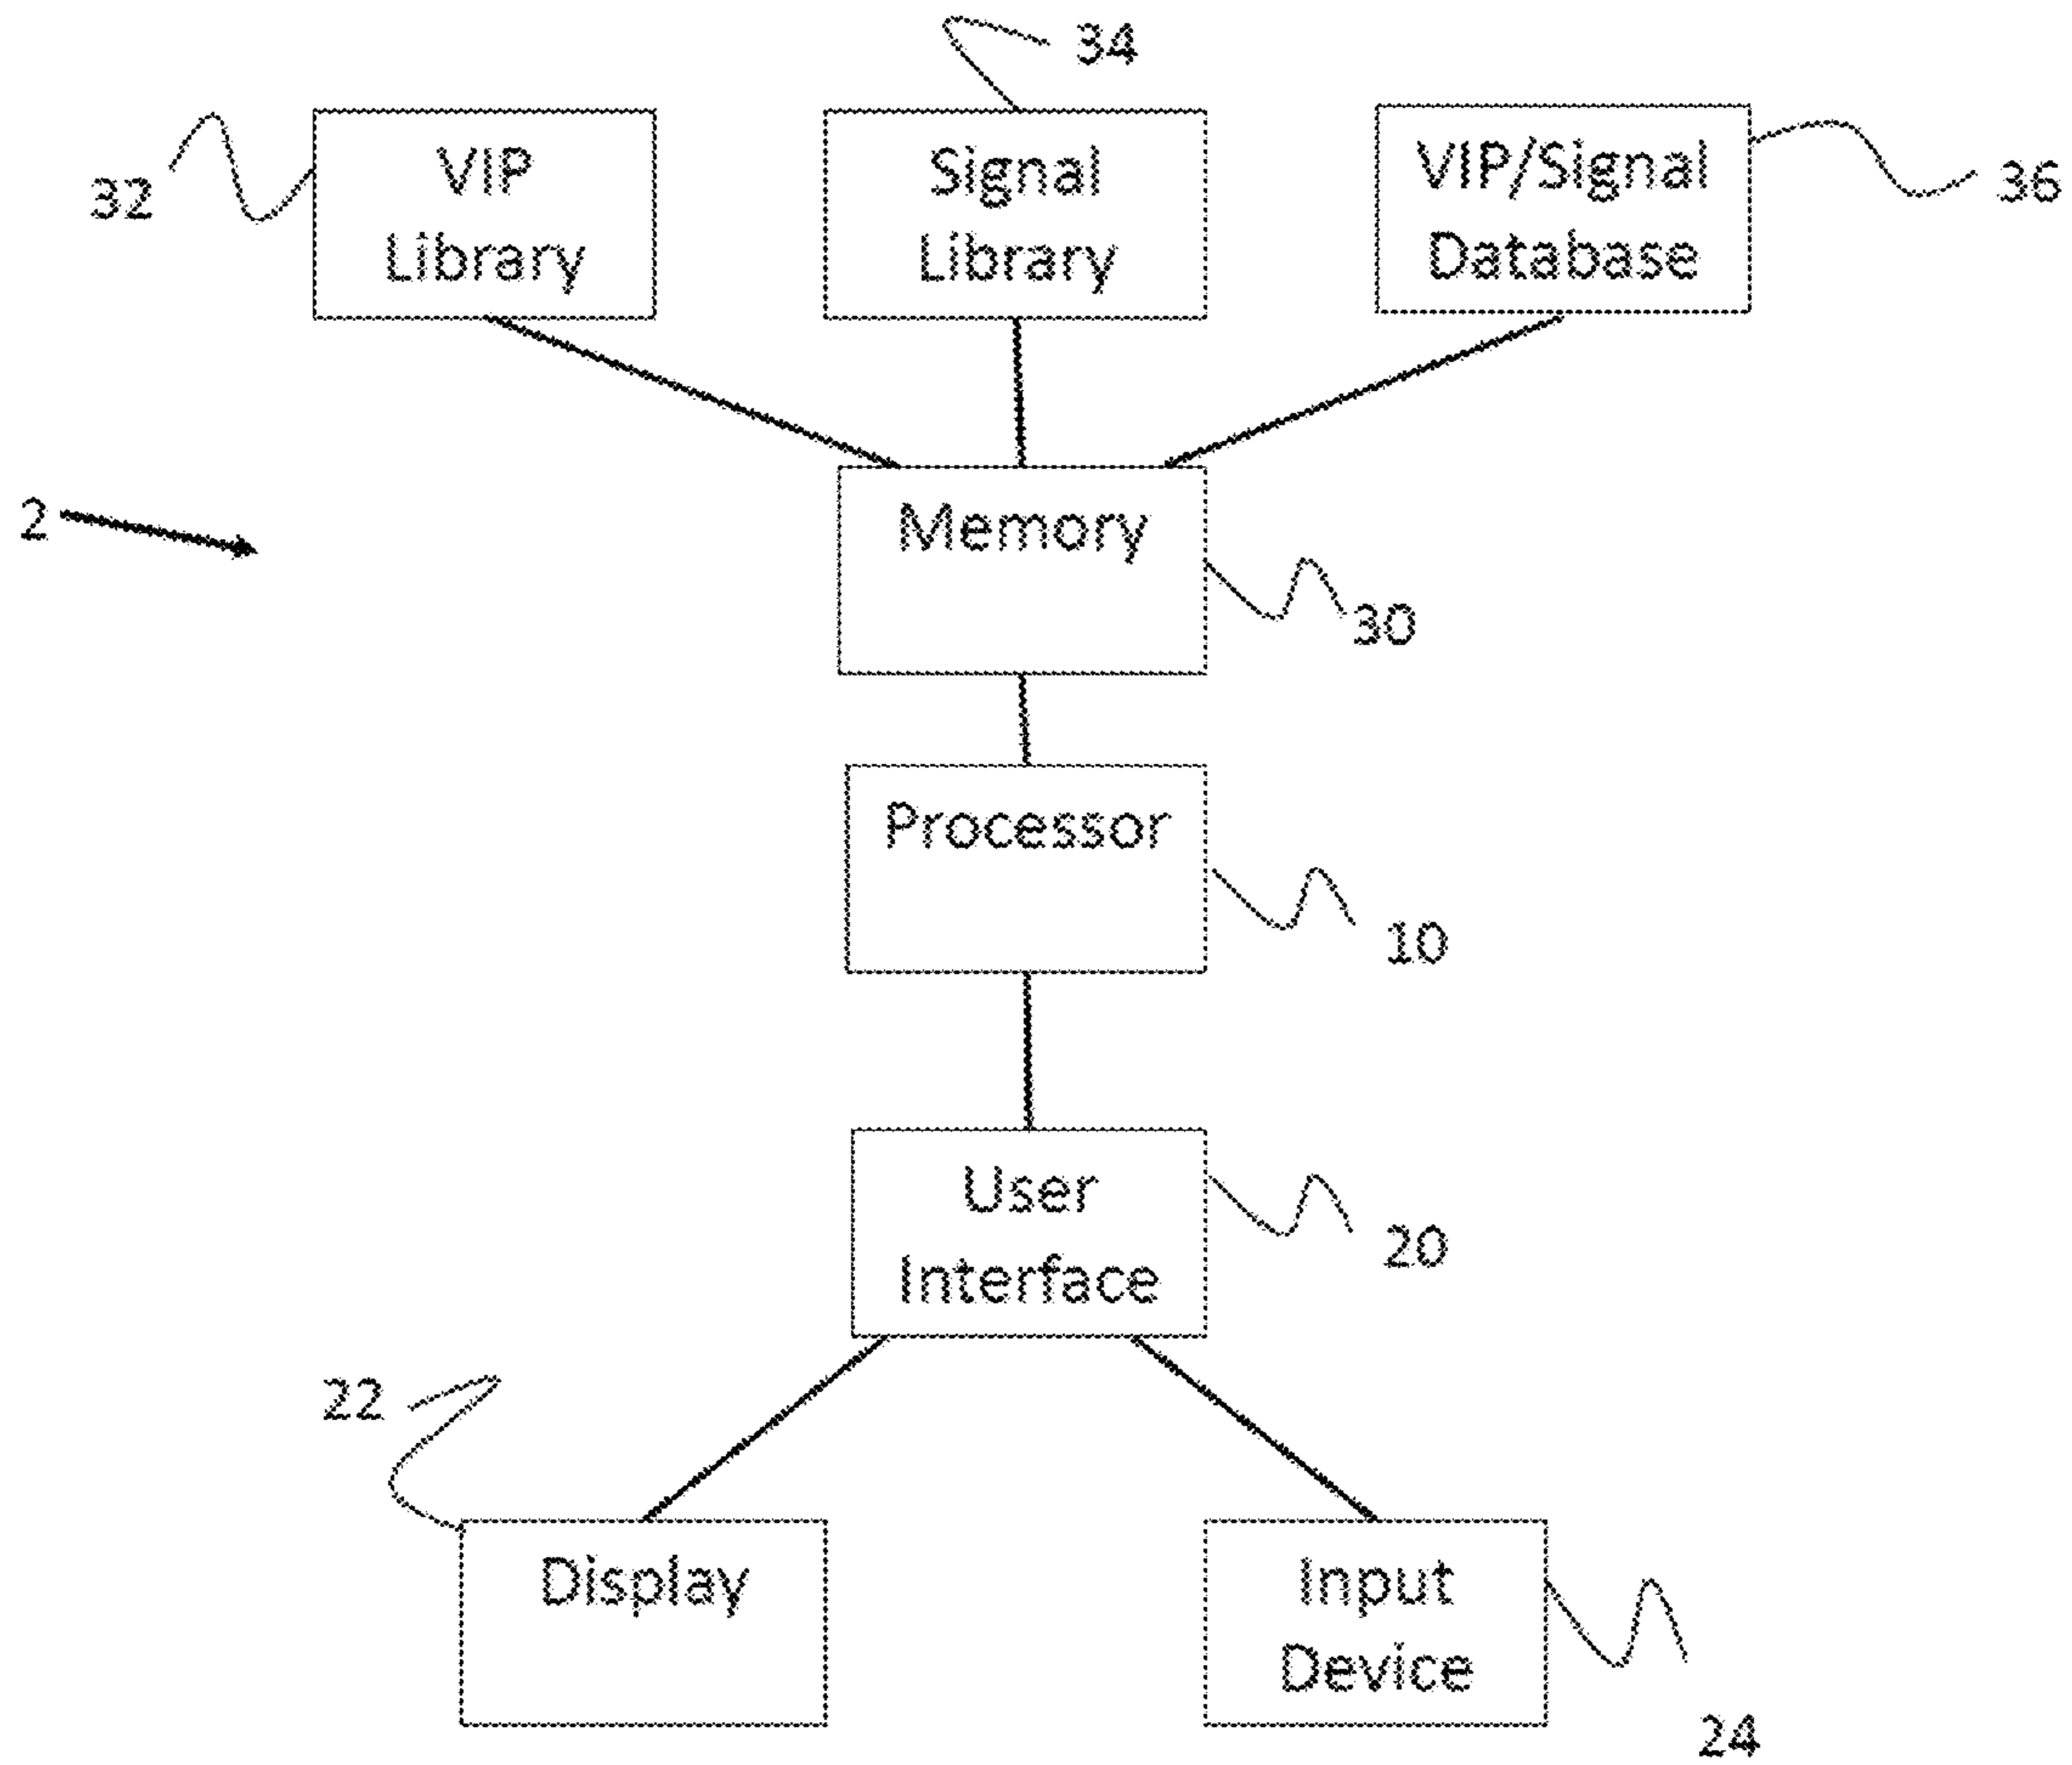 34
32
VIP
Library
Signal
Library
VIP/Signal
Database
36
2
Memory
30
Processor
10
User
Interface
20
22
Display
Input
Device
24